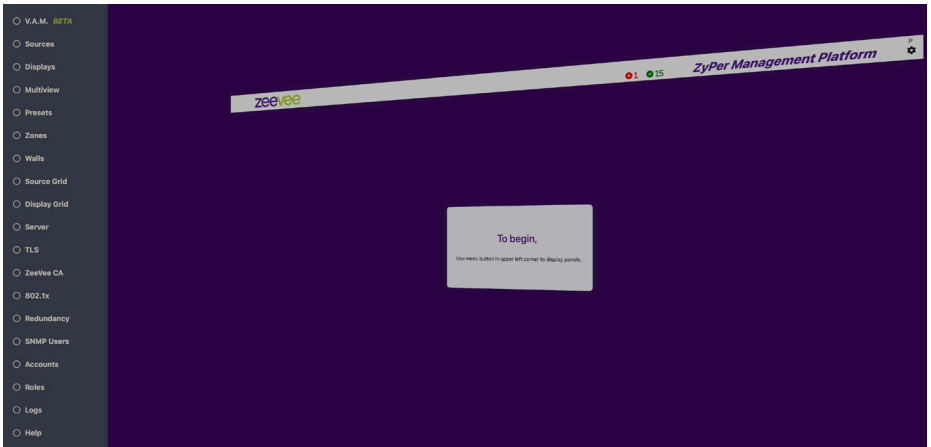 V.A.M. BETA
Sources
Displays
Multiview
Presets
Zones
Walls
Source Grid
Display Grid
Server
TLS
ZeeVee CA
802.1x
Redundancy
SNMP Users
Accounts
Roles
Logs
Help
zeevee
1 15
ZyPer Management Platform
P
To begin,
Use menu button in upper left corner to display panels.